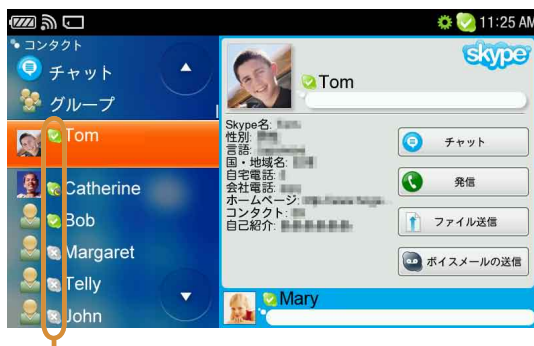 11:25 AM
コンタクト
チャット
グループ
Tom
Catherine
Bob
Margaret
Telly
John
skype
Tom
Skype名:
性別:
言語:
国・地域名:
自宅電話:
会社電話:
ホームページ:
コンタクト:
自己紹介:
チャット
発信
ファイル送信
ボイスメールの送信
Mary